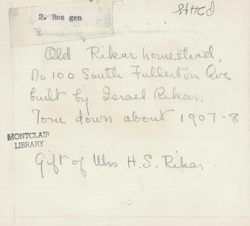 P2448
2. Res gen
Old Rikar homestead,
No 100 South Fullerton Ave
built by Israel Rikar.
Torn down about 1907-8
MONTCLAIR
LIBRARY
Gift of Mrs H.S. Rikar.